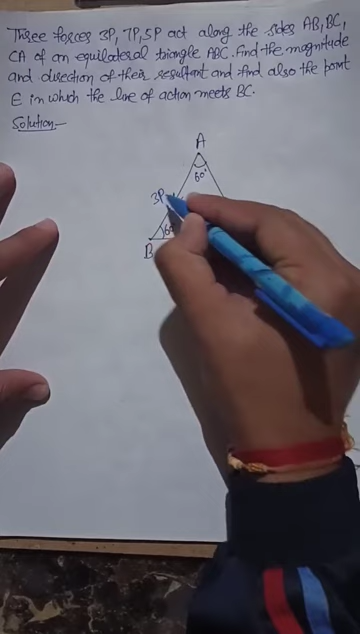 Three forces 3P, 7P, 5P act along the sides AB, BC,
CA of an equilateral triangle ABC. Find the magnitude
and direction of their resultant and find also the point
E in which the line of action meets BC.
Solution:-
A
60°
3P
60°
B